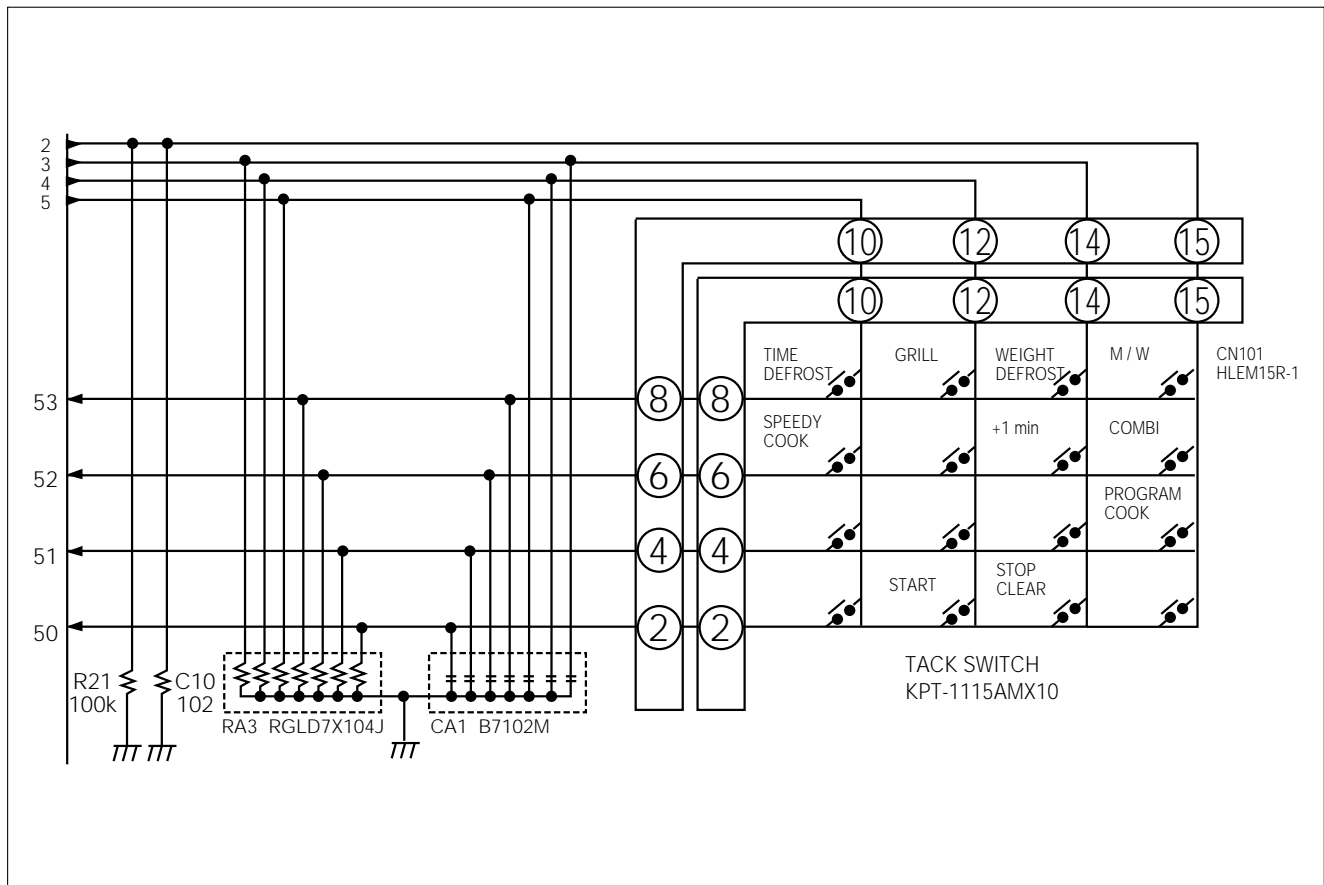 2
3
4
5
10 12 14 15
10 12 14 15
TIME
DEFROST
GRILL
WEIGHT
DEFROST
M / W
CN101
HLEM15R-1
53
8 8
SPEEDY
COOK
+1 min
COMBI
52
6 6
PROGRAM
COOK
51
4 4
START
STOP
CLEAR
50
2 2
R21
100k
C10
102
RA3 RGLD7X104J
CA1 B7102M
TACK SWITCH
KPT-1115AMX10